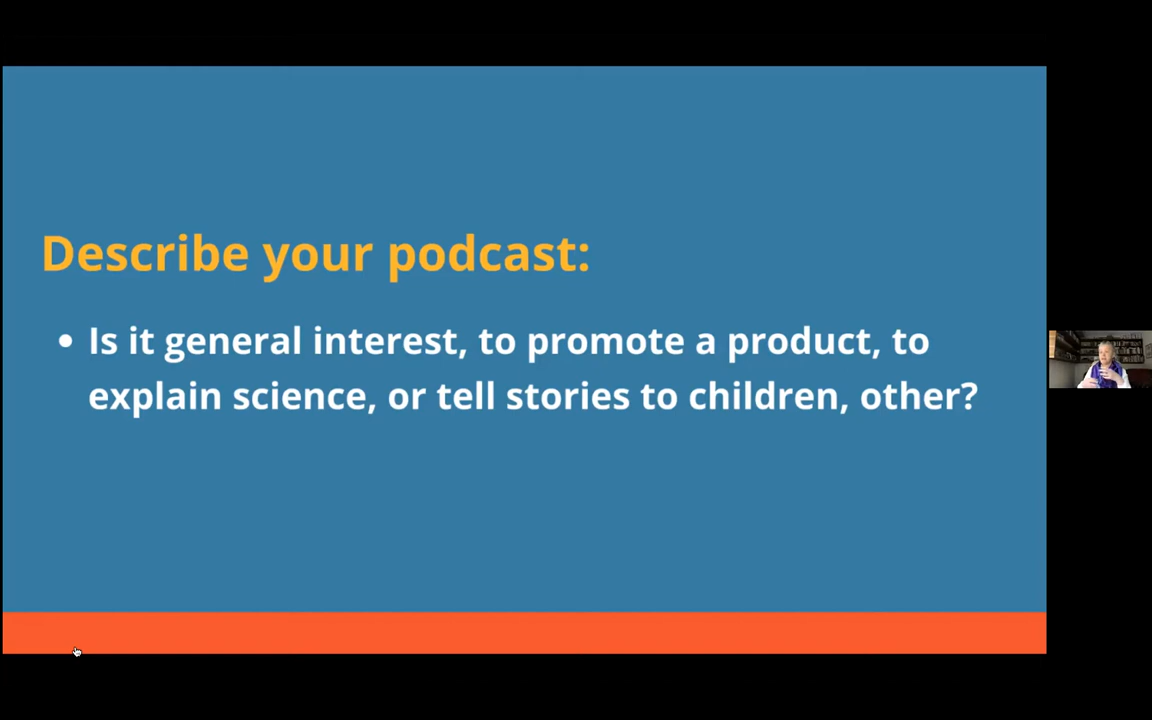 Describe your podcast:
• Is it general interest, to promote a product, to
explain science, or tell stories to children, other?